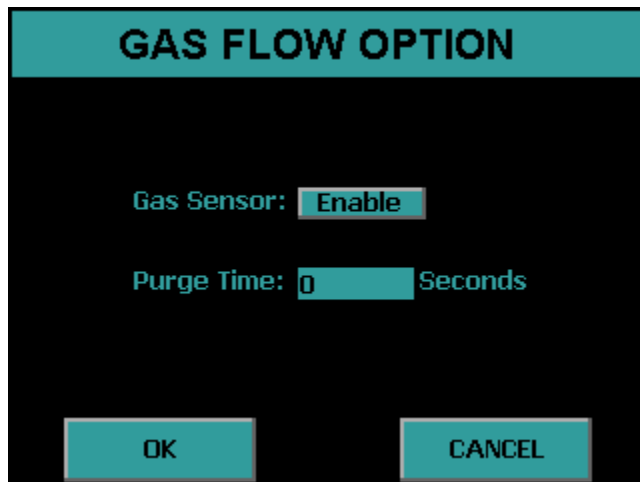 GAS FLOW OPTION
Gas Sensor: Enable
Purge Time: 0 Seconds
OK CANCEL